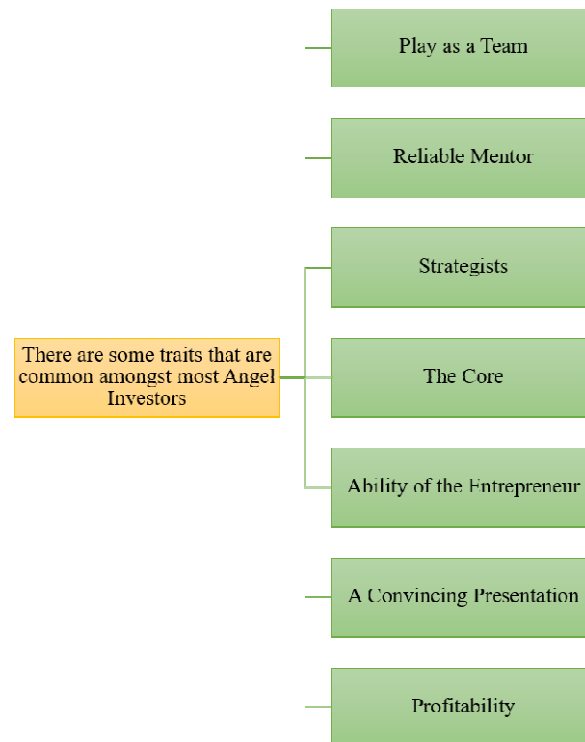 Play as a Team
Reliable Mentor
Strategists
There are some traits that are
common amongst most Angel
Investors
The Core
Ability of the Entrepreneur
A Convincing Presentation
Profitability